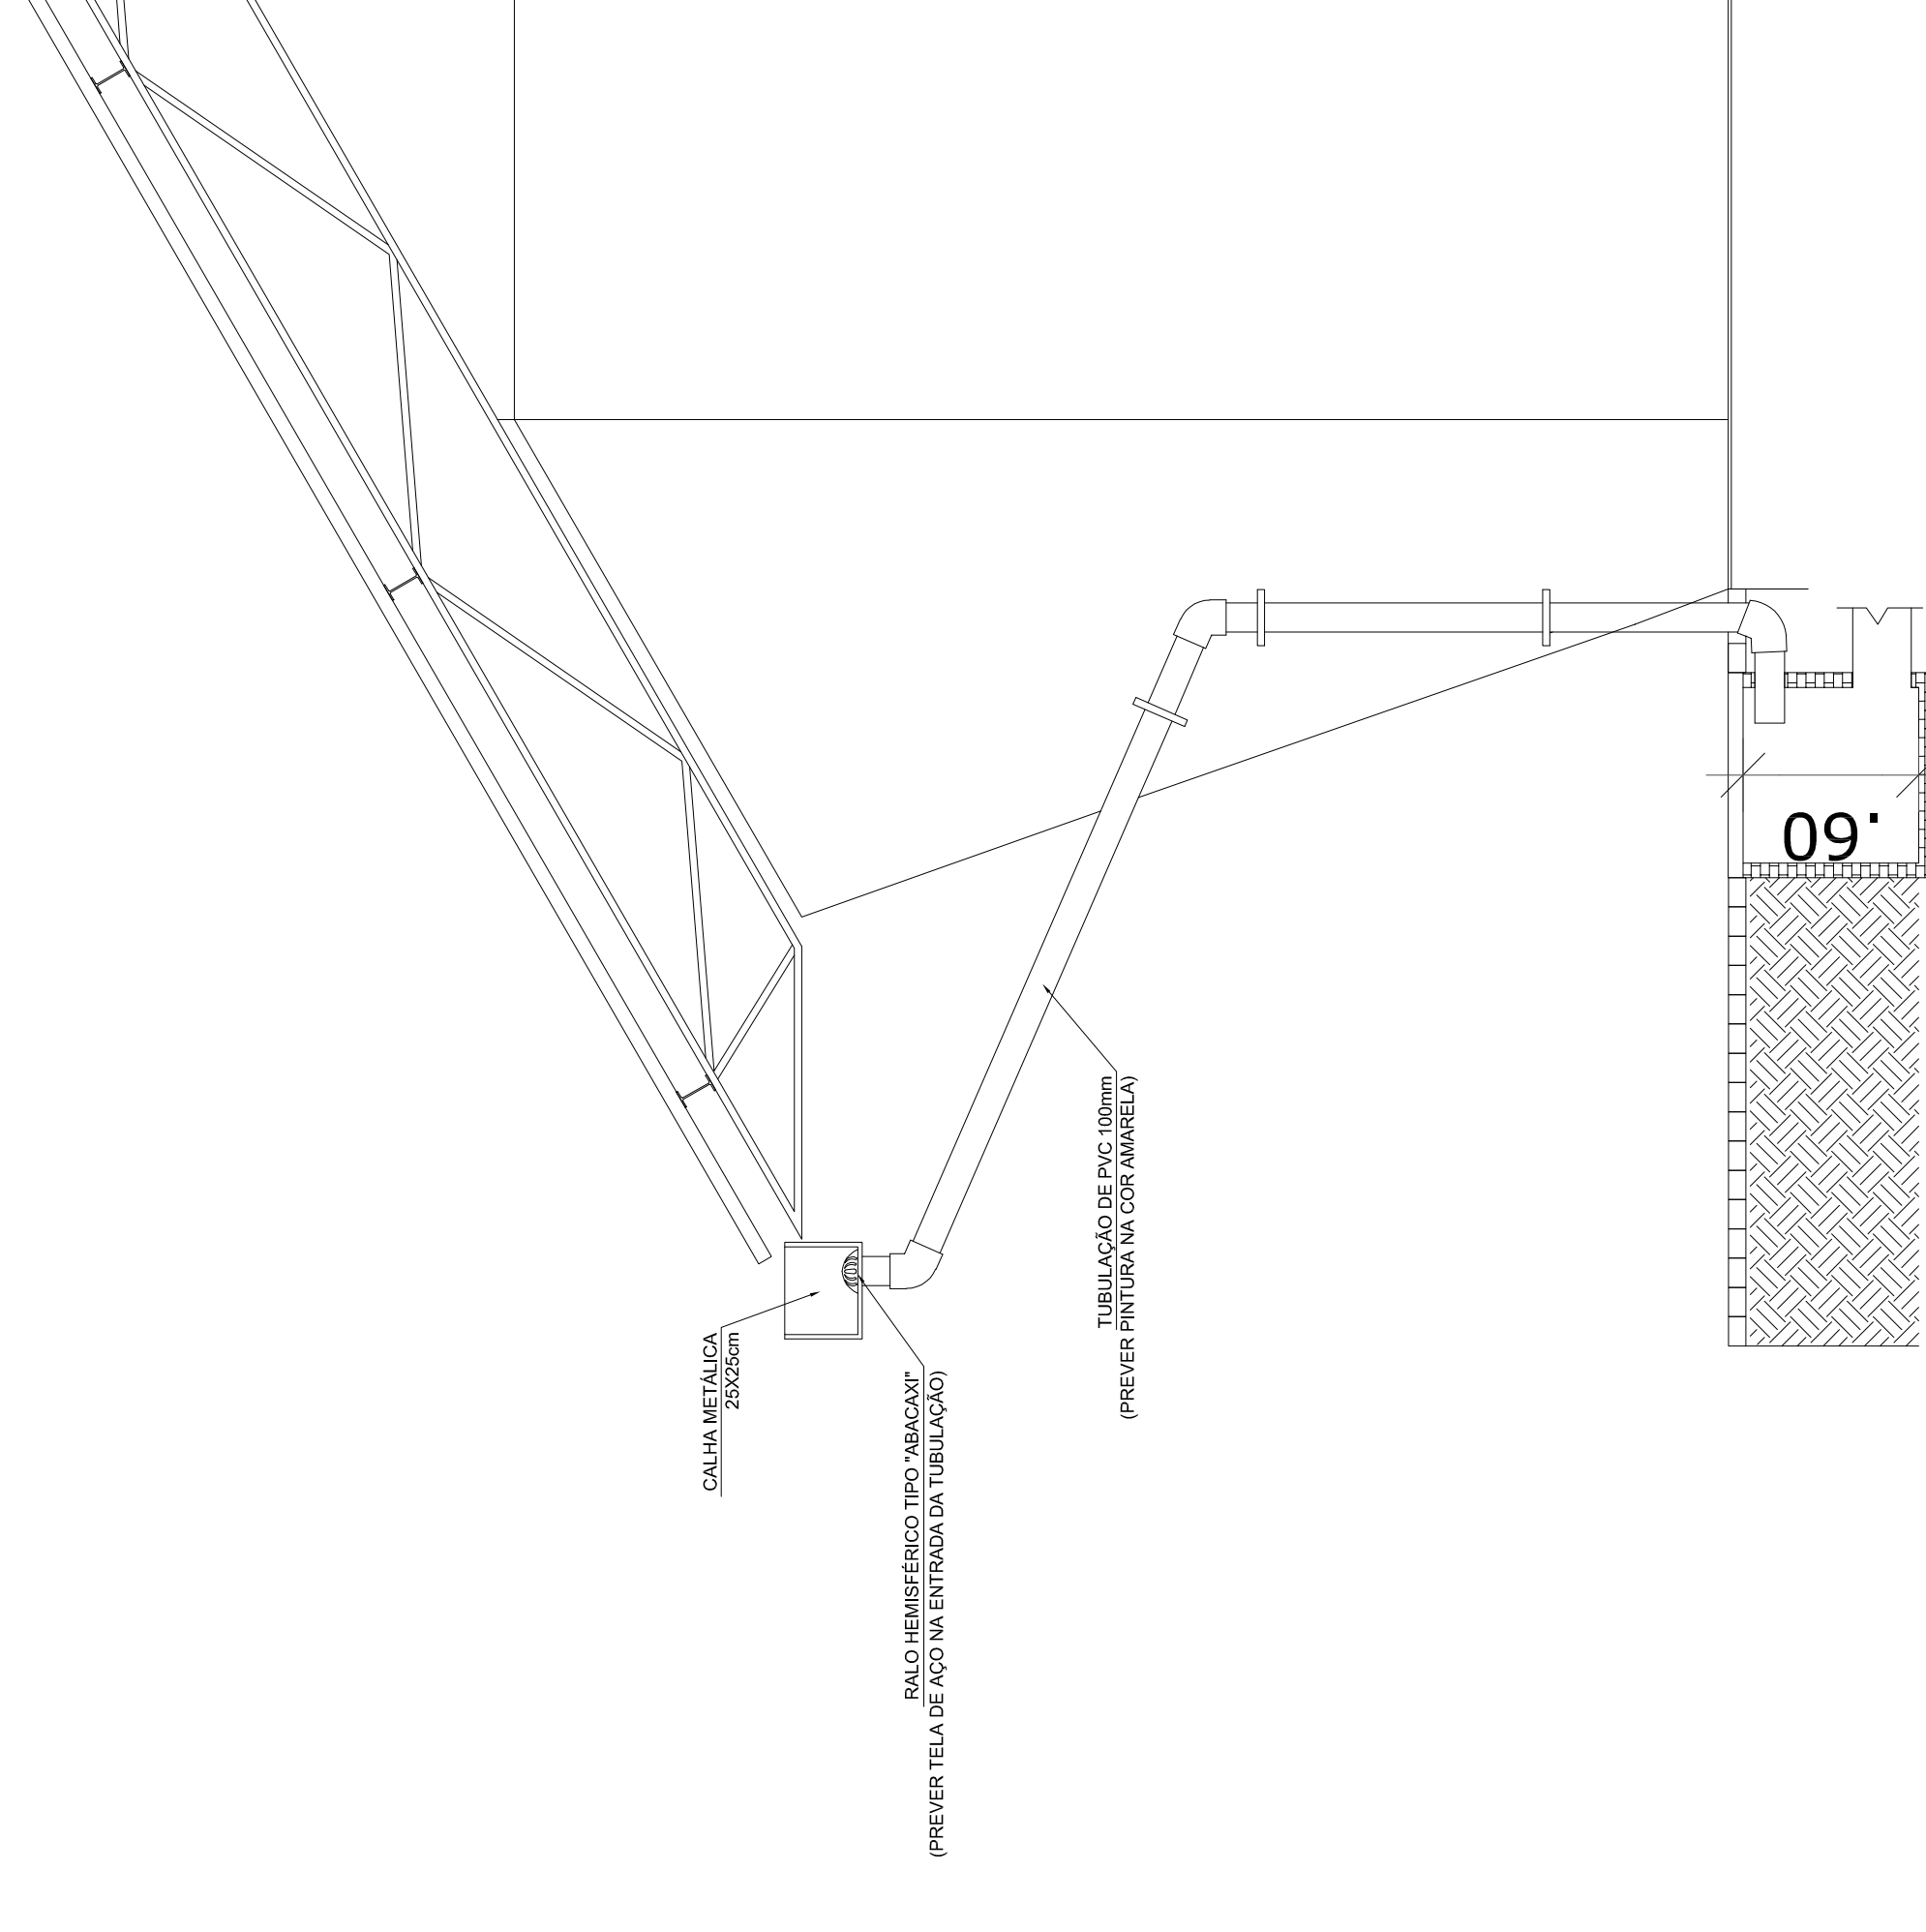 CALHA METÁLICA
25X25cm
RALO HEMISFÉRICO TIPO "ABACAXI"
(PREVER TELA DE AÇO NA ENTRADA DA TUBULAÇÃO)
TUBULAÇÃO DE PVC 100mm
(PREVER PINTURA NA COR AMARELA)
.60